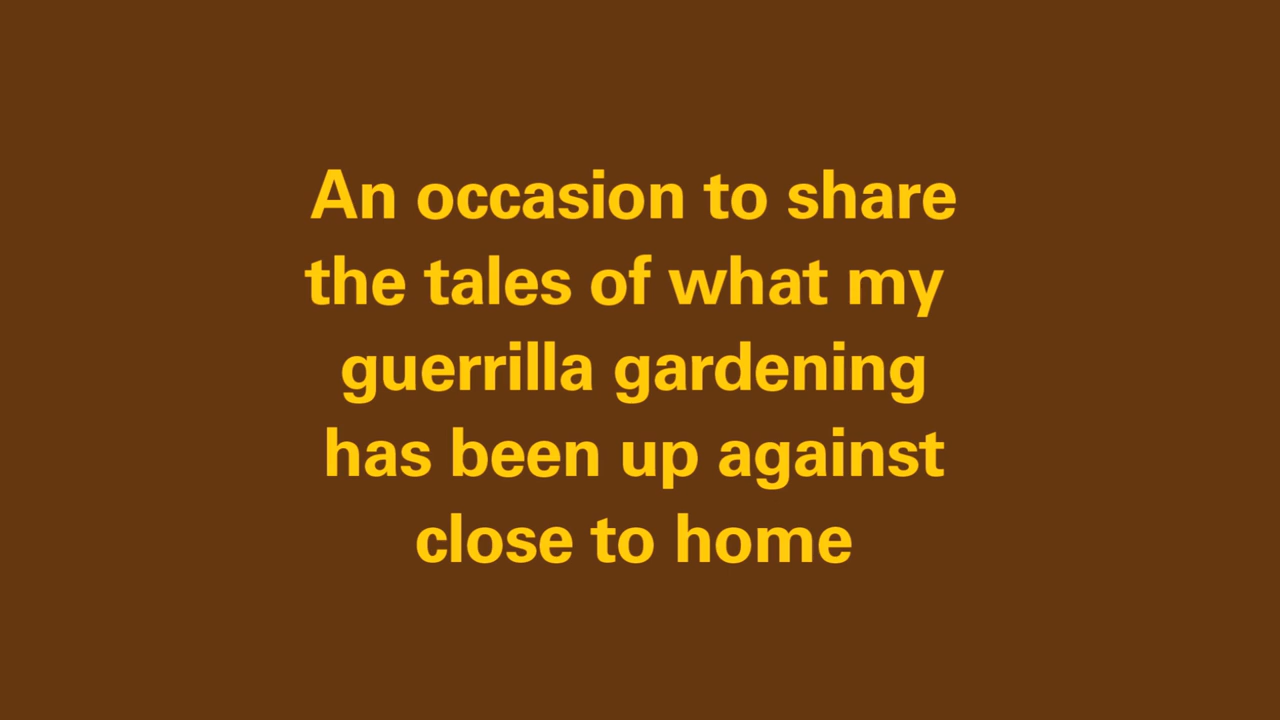 An occasion to share
the tales of what my
guerrilla gardening
has been up against
close to home